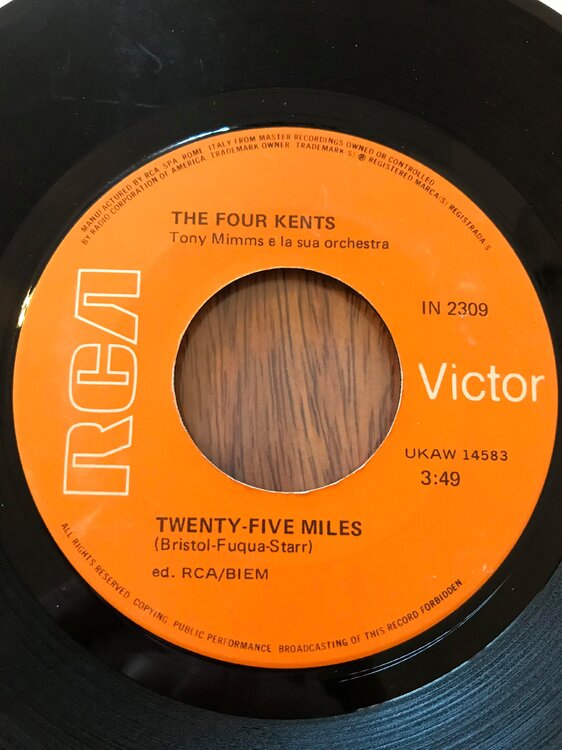 MANUFACTURED BY RCA, SPA. ROME, ITALY FROM MASTER RECORDINGS OWNED OR CONTROLLED
BY RADIO CORPORATION OF AMERICA. TRADEMARK OWNER TRADEMARK(S) ® REGISTERED MARCA(S) REGISTRADA-S
THE FOUR KENTS
Tony Mimms e la sua orchestra
IN 2309
RCA
Victor
UKAW 14583
3:49
TWENTY-FIVE MILES
(Bristol-Fuqua-Starr)
ed. RCA/BIEM
ALL RIGHTS RESERVED. COPYING, PUBLIC PERFORMANCE BROADCASTING OF THIS RECORD FORBIDDEN